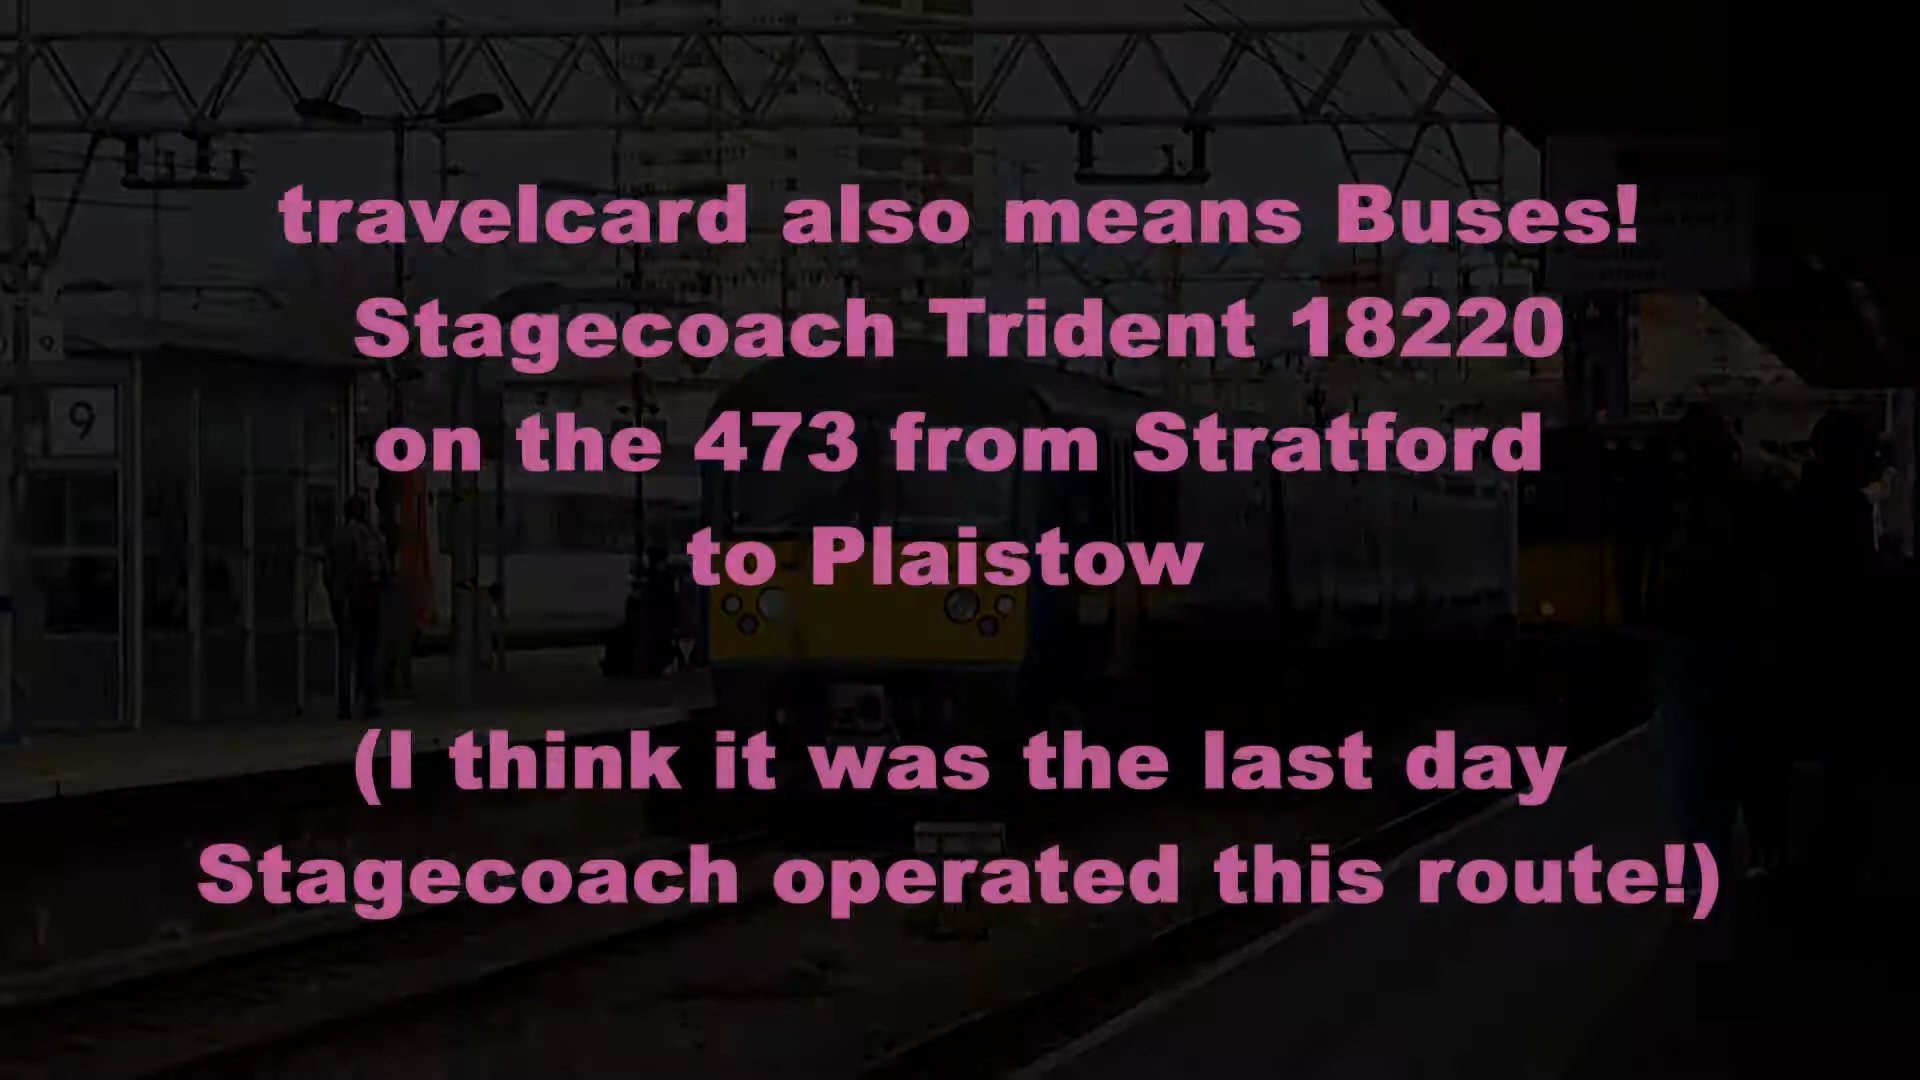 travelcard also means Buses!
Stagecoach Trident 18220
on the 473 from Stratford
to Plaistow
(I think it was the last day
Stagecoach operated this route!)
9
9